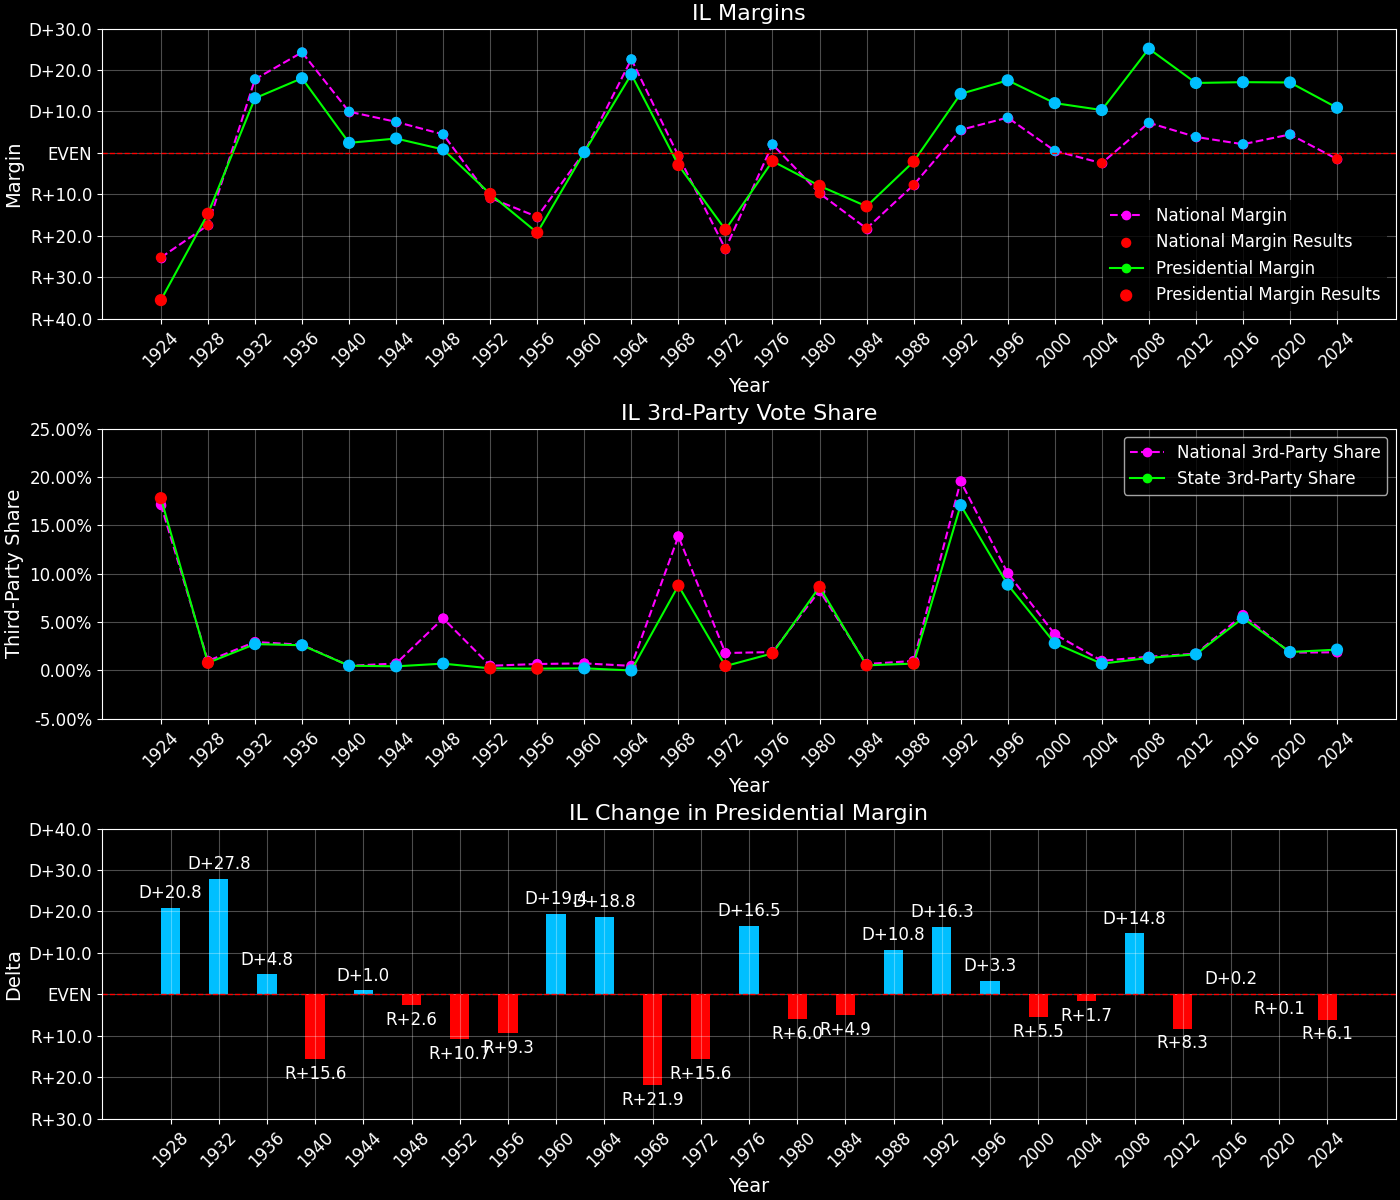 IL Margins
D+30.0
D+20.0
D+10.0
EVEN
R+10.0
R+20.0
R+30.0
R+40.0
Margin
National Margin
National Margin Results
Presidential Margin
Presidential Margin Results
1924 1928 1932 1936 1940 1944 1948 1952 1956 1960 1964 1968 1972 1976 1980 1984 1988 1992 1996 2000 2004 2008 2012 2016 2020 2024
Year
IL 3rd-Party Vote Share
25.00%
20.00%
15.00%
10.00%
5.00%
0.00%
-5.00%
Third-Party Share
National 3rd-Party Share
State 3rd-Party Share
1924 1928 1932 1936 1940 1944 1948 1952 1956 1960 1964 1968 1972 1976 1980 1984 1988 1992 1996 2000 2004 2008 2012 2016 2020 2024
Year
IL Change in Presidential Margin
D+40.0
D+30.0
D+20.0
D+10.0
EVEN
R+10.0
R+20.0
R+30.0
Delta
D+20.8
D+27.8
D+4.8
R+15.6
D+1.0
R+2.6
R+10.7
R+9.3
D+19.4
D+18.8
R+21.9
R+15.6
D+16.5
R+6.0
R+4.9
D+10.8
D+16.3
D+3.3
R+5.5
R+1.7
D+14.8
R+8.3
D+0.2
R+0.1
R+6.1
1928 1932 1936 1940 1944 1948 1952 1956 1960 1964 1968 1972 1976 1980 1984 1988 1992 1996 2000 2004 2008 2012 2016 2020 2024
Year